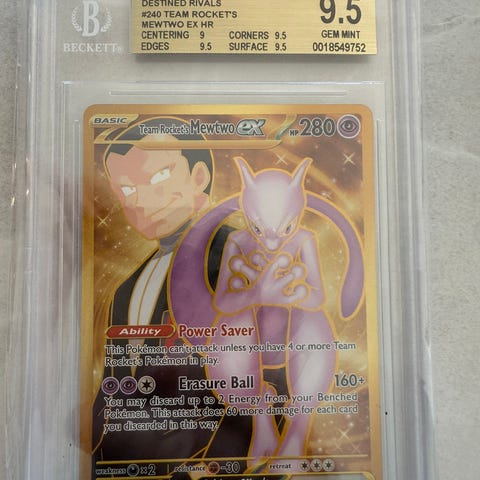 DESTINED RIVALS
#240 TEAM ROCKET'S
MEWTWO EX HR
CENTERING 9 CORNERS 9.5
EDGES 9.5 SURFACE 9.5
9.5
GEM MINT
0018549752
B
BECKETT®
BASIC
Team Rocket's Mewtwo ex HP 280
Ability Power Saver
This Pokémon can't attack unless you have 4 or more Team
Rocket's Pokémon in play.
Erasure Ball 160+
You may discard up to 2 Energy from your Benched
Pokémon. This attack does 60 more damage for each card
you discarded in this way.
weakness ×2 resistance -30 retreat